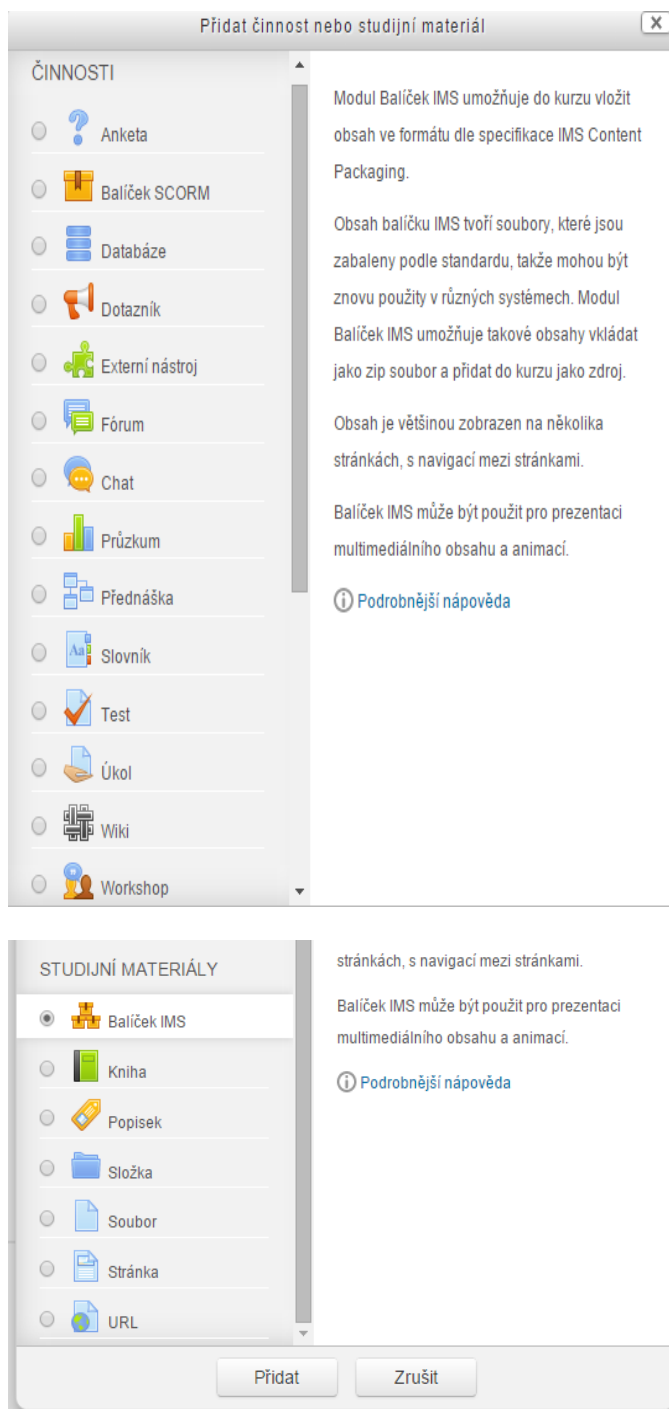 Přidat činnost nebo studijní materiál
ČINNOSTI
Anketa
Balíček SCORM
Databáze
Dotazník
Externí nástroj
Fórum
Chat
Průzkum
Přednáška
Slovník
Test
Úkol
Wiki
Workshop
Modul Balíček IMS umožňuje do kurzu vložit
obsah ve formátu dle specifikace IMS Content
Packaging.
Obsah balíčku IMS tvoří soubory, které jsou
zabaleny podle standardu, takže mohou být
znovu použity v různých systémech. Modul
Balíček IMS umožňuje takové obsahy vkládat
jako zip soubor a přidat do kurzu jako zdroj.
Obsah je většinou zobrazen na několika
stránkách, s navigací mezi stránkami.
Balíček IMS může být použit pro prezentaci
multimediálního obsahu a animací.
Podrobnější nápověda
STUDIJNÍ MATERIÁLY
Balíček IMS
Kniha
Popisek
Složka
Soubor
Stránka
URL
stránkách, s navigací mezi stránkami.
Balíček IMS může být použit pro prezentaci
multimediálního obsahu a animací.
Podrobnější nápověda
Přidat
Zrušit